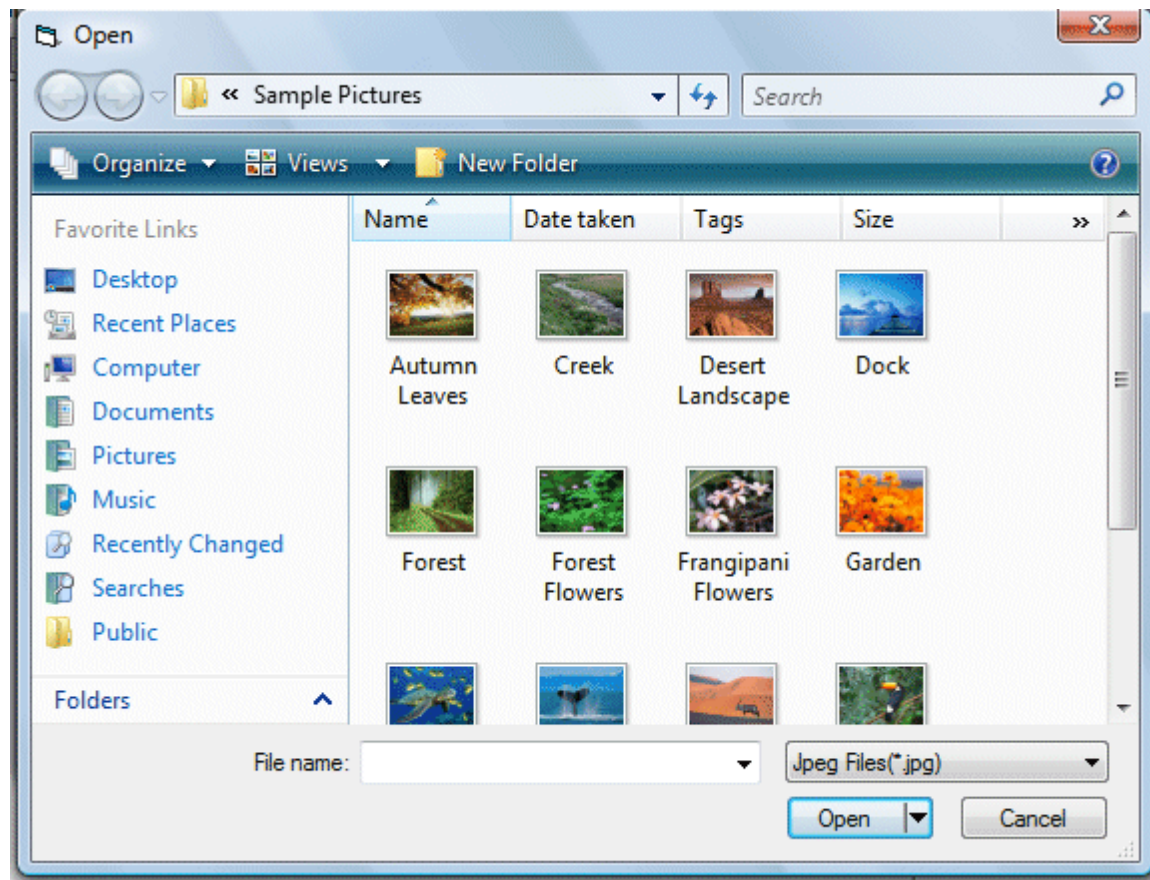 Open
« Sample Pictures
Search
Organize
Views
New Folder
Favorite Links
Desktop
Recent Places
Computer
Documents
Pictures
Music
Recently Changed
Searches
Public
Folders
Name Date taken Tags Size »
Autumn Leaves
Creek
Desert Landscape
Dock
Forest
Forest Flowers
Frangipani Flowers
Garden
File name:
Jpeg Files(*.jpg)
Open
Cancel